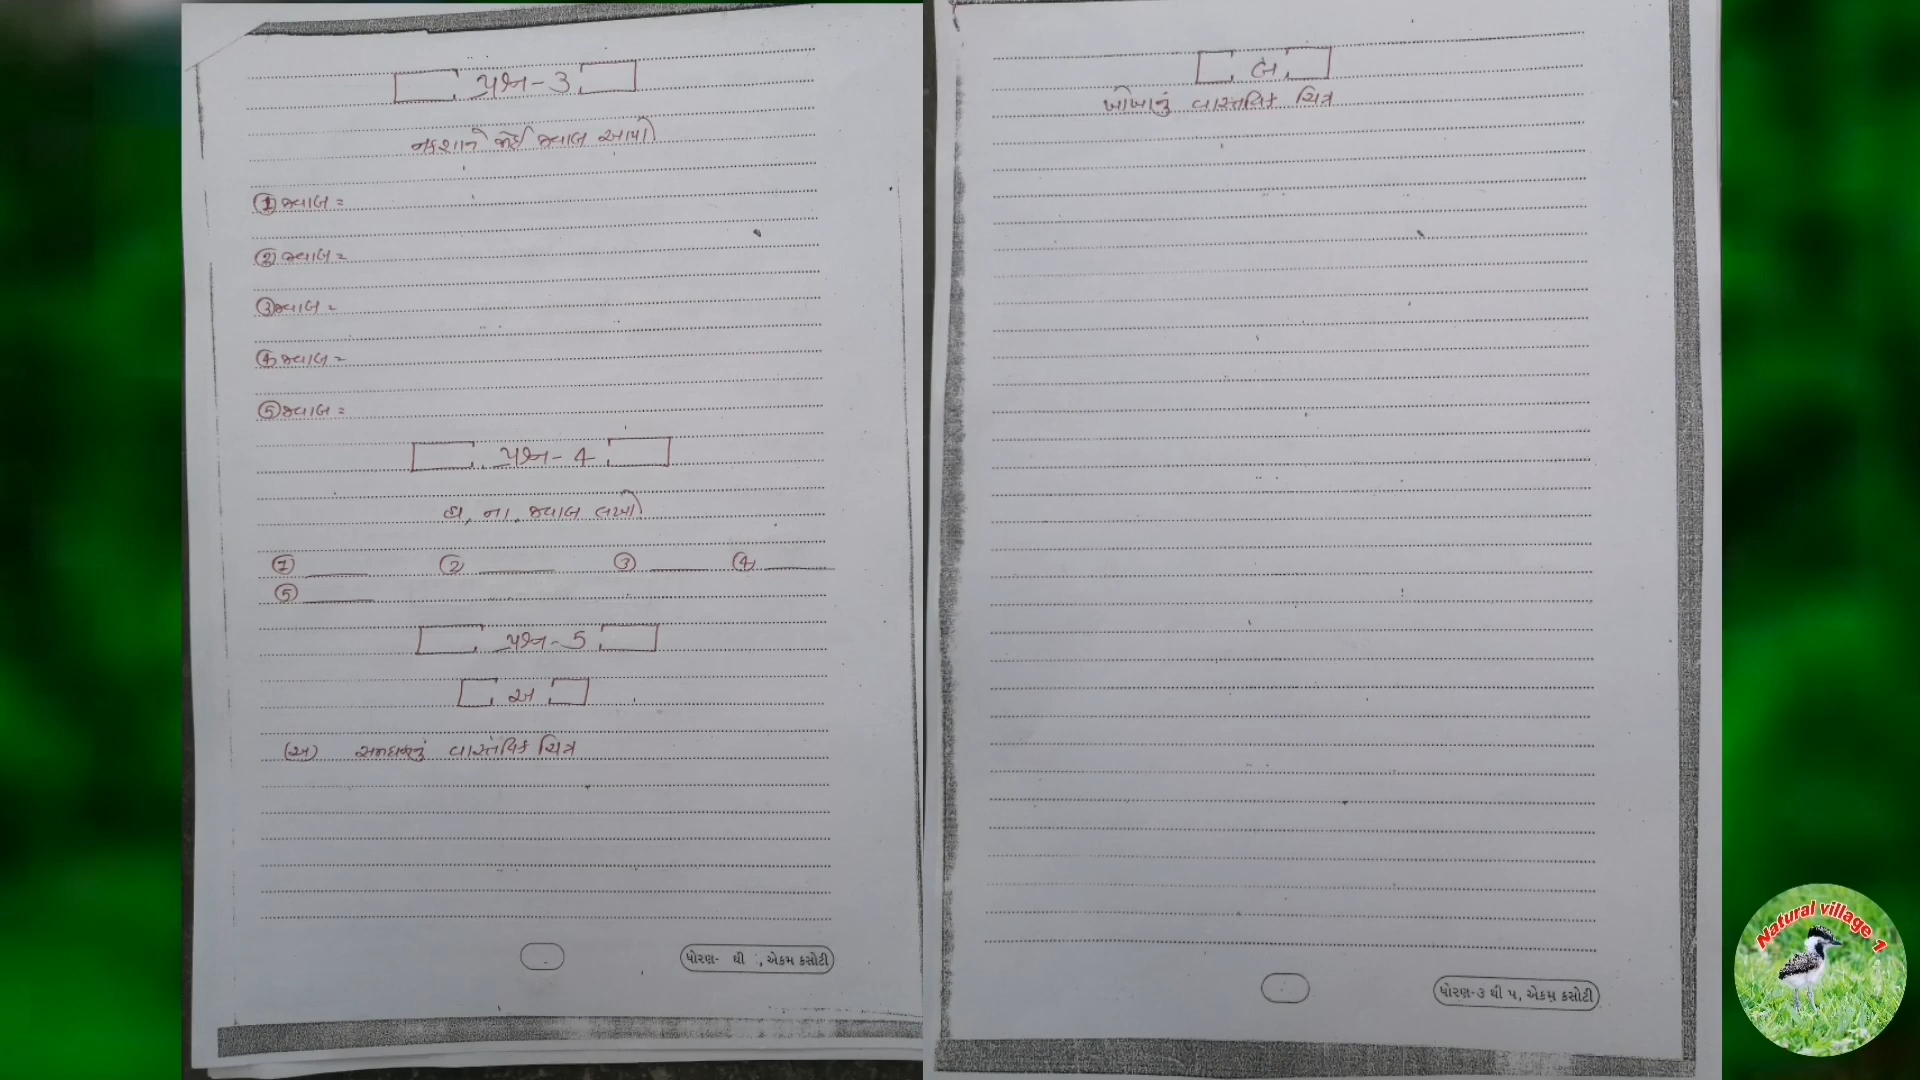 પ્રશ્ન - 3
નકશાને જોઈ જવાબ આપો
① જવાબ =
② જવાબ =
③ જવાબ =
④ જવાબ =
⑤ જવાબ =
પ્રશ્ન - 4
હા, ના, જવાબ લખો
① ② ③ ④
⑤
પ્રશ્ન - 5
અ
(અ) સમઘનનું વાસ્તવિક ચિત્ર
ધોરણ- થી , એકમ કસોટી
બ
ખોખાનું વાસ્તવિક ચિત્ર
ધોરણ-૩ થી ૫, એકમ કસોટી
Natural village 1